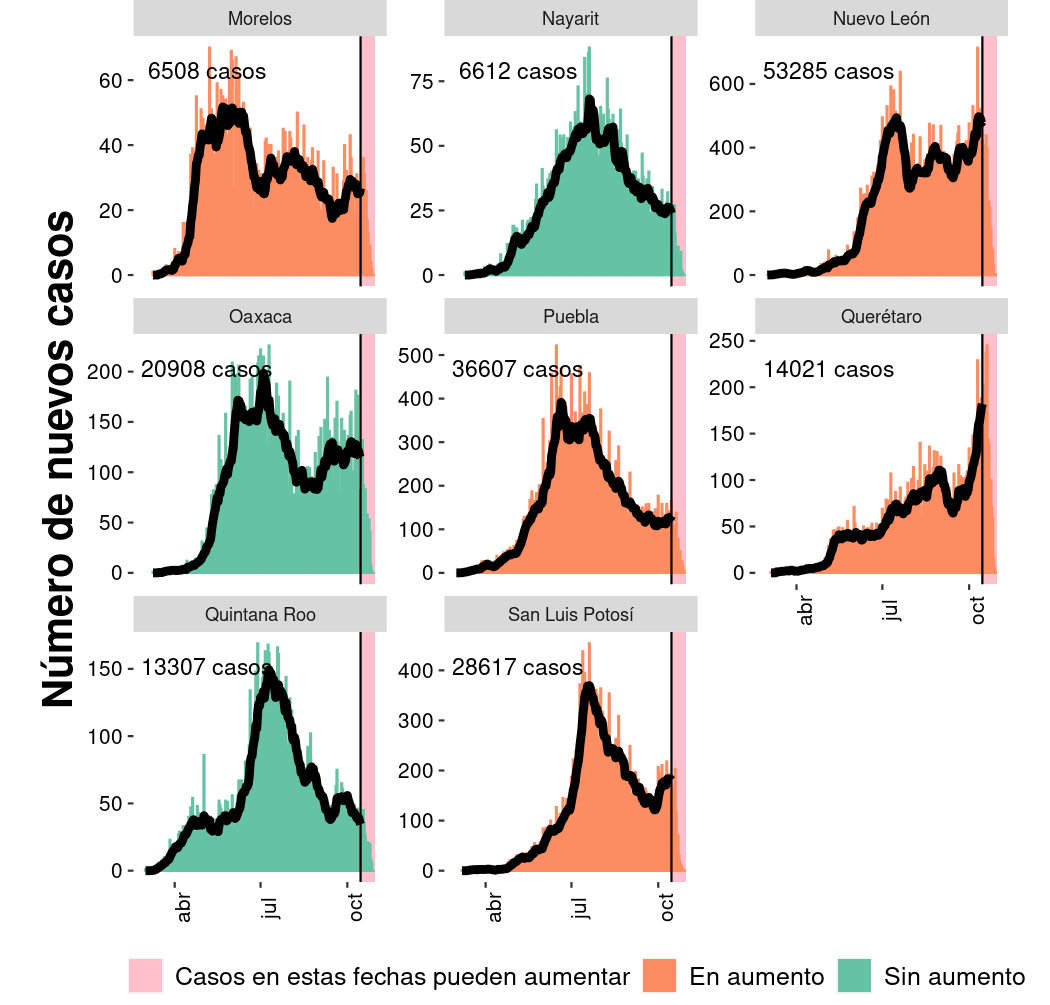 Número de nuevos casos
Morelos
Nayarit
Nuevo León
6508 casos
6612 casos
53285 casos
60
40
20
0
75
50
25
0
600
400
200
0
Oaxaca
Puebla
Querétaro
20908 casos
36607 casos
14021 casos
200
150
100
50
0
500
400
300
200
100
0
250
200
150
100
50
0
abr
jul
oct
Quintana Roo
San Luis Potosí
13307 casos
28617 casos
150
100
50
0
400
300
200
100
0
abr
jul
oct
abr
jul
oct
Casos en estas fechas pueden aumentar
En aumento
Sin aumento